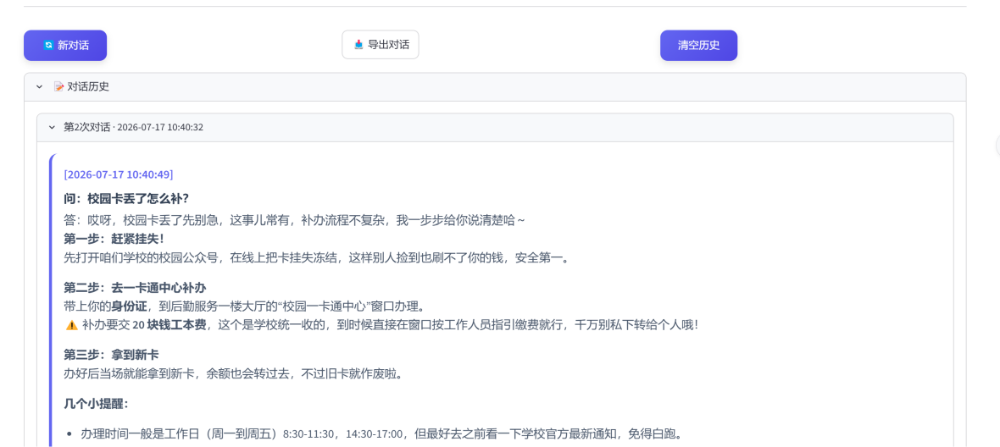 新对话
导出对话
清空历史
对话历史
第2次对话 · 2026-07-17 10:40:32
[2026-07-17 10:40:49]
问：校园卡丢了怎么补？
答：哎呀，校园卡丢了先别急，这事儿常有，补办流程不复杂，我一步步给你说清楚哈～
第一步：赶紧挂失！
先打开咱们学校的校园公众号，在线上把卡挂失冻结，这样别人捡到也刷不了你的钱，安全第一。
第二步：去一卡通中心补办
带上你的身份证，到后勤服务一楼大厅的“校园一卡通中心”窗口办理。
⚠️ 补办要交 20 块钱工本费，这个是学校统一收的，到时候直接在窗口按工作人员指引缴费就行，千万别私下转给个人哦！
第三步：拿到新卡
办好后当场就能拿到新卡，余额也会转过去，不过旧卡就作废啦。
几个小提醒：
• 办理时间一般是工作日（周一到周五）8:30-11:30，14:30-17:00，但最好去之前看一下学校官方最新通知，免得白跑。